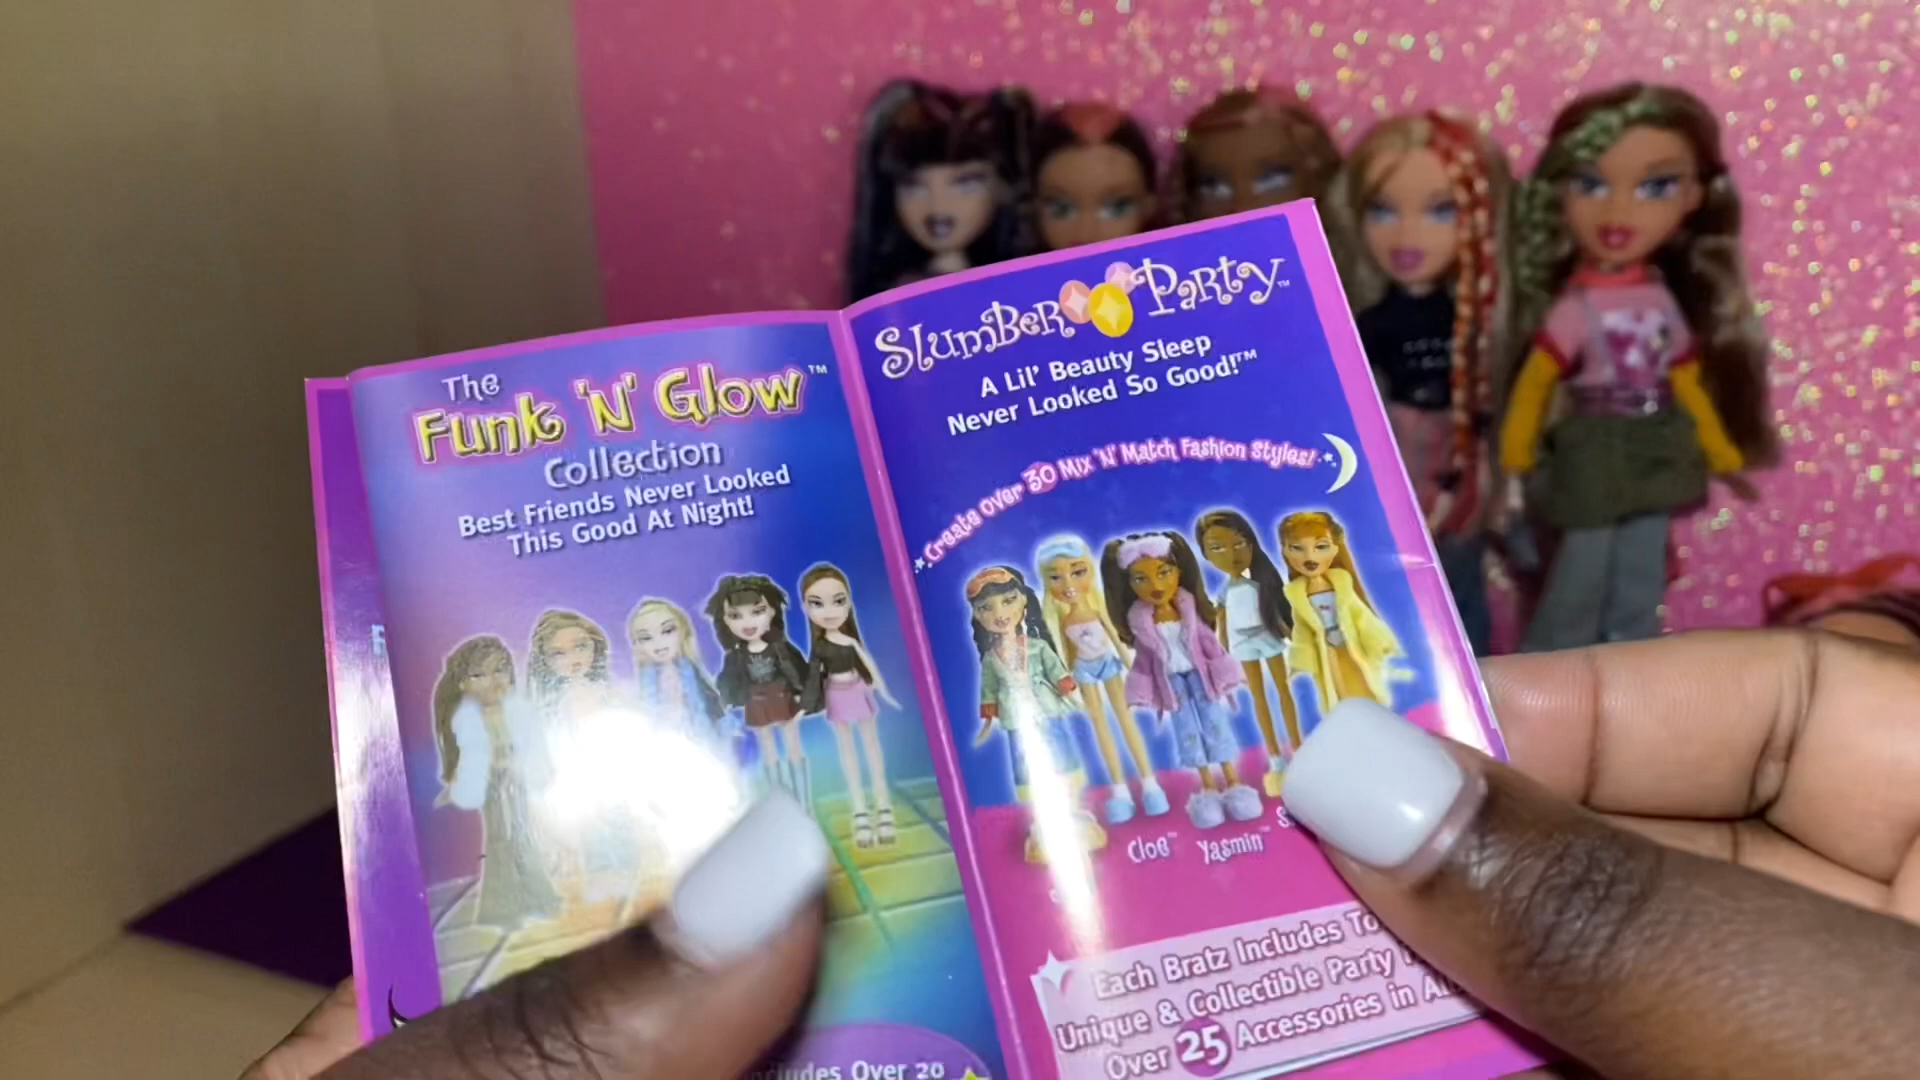 The
Funk 'N' Glow™
Collection
Best Friends Never Looked
This Good At Night!
Includes Over 20
Slumber Party™
A Lil' Beauty Sleep
Never Looked So Good!™
Create over 30 Mix 'N' Match Fashion Styles!
Cloe™ Yasmin™
Each Bratz Includes
Unique & Collectible Party
Over 25 Accessories in